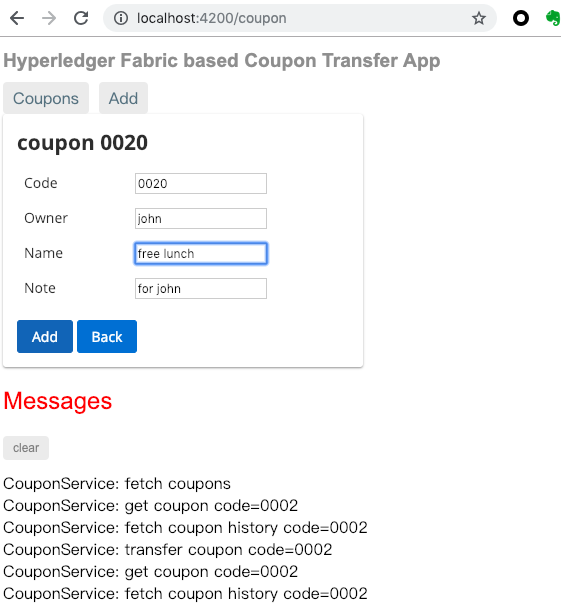 localhost:4200/coupon
Hyperledger Fabric based Coupon Transfer App
Coupons Add
coupon 0020
Code 0020
Owner john
Name free lunch
Note for john
Add Back
Messages
clear
CouponService: fetch coupons
CouponService: get coupon code=0002
CouponService: fetch coupon history code=0002
CouponService: transfer coupon code=0002
CouponService: get coupon code=0002
CouponService: fetch coupon history code=0002